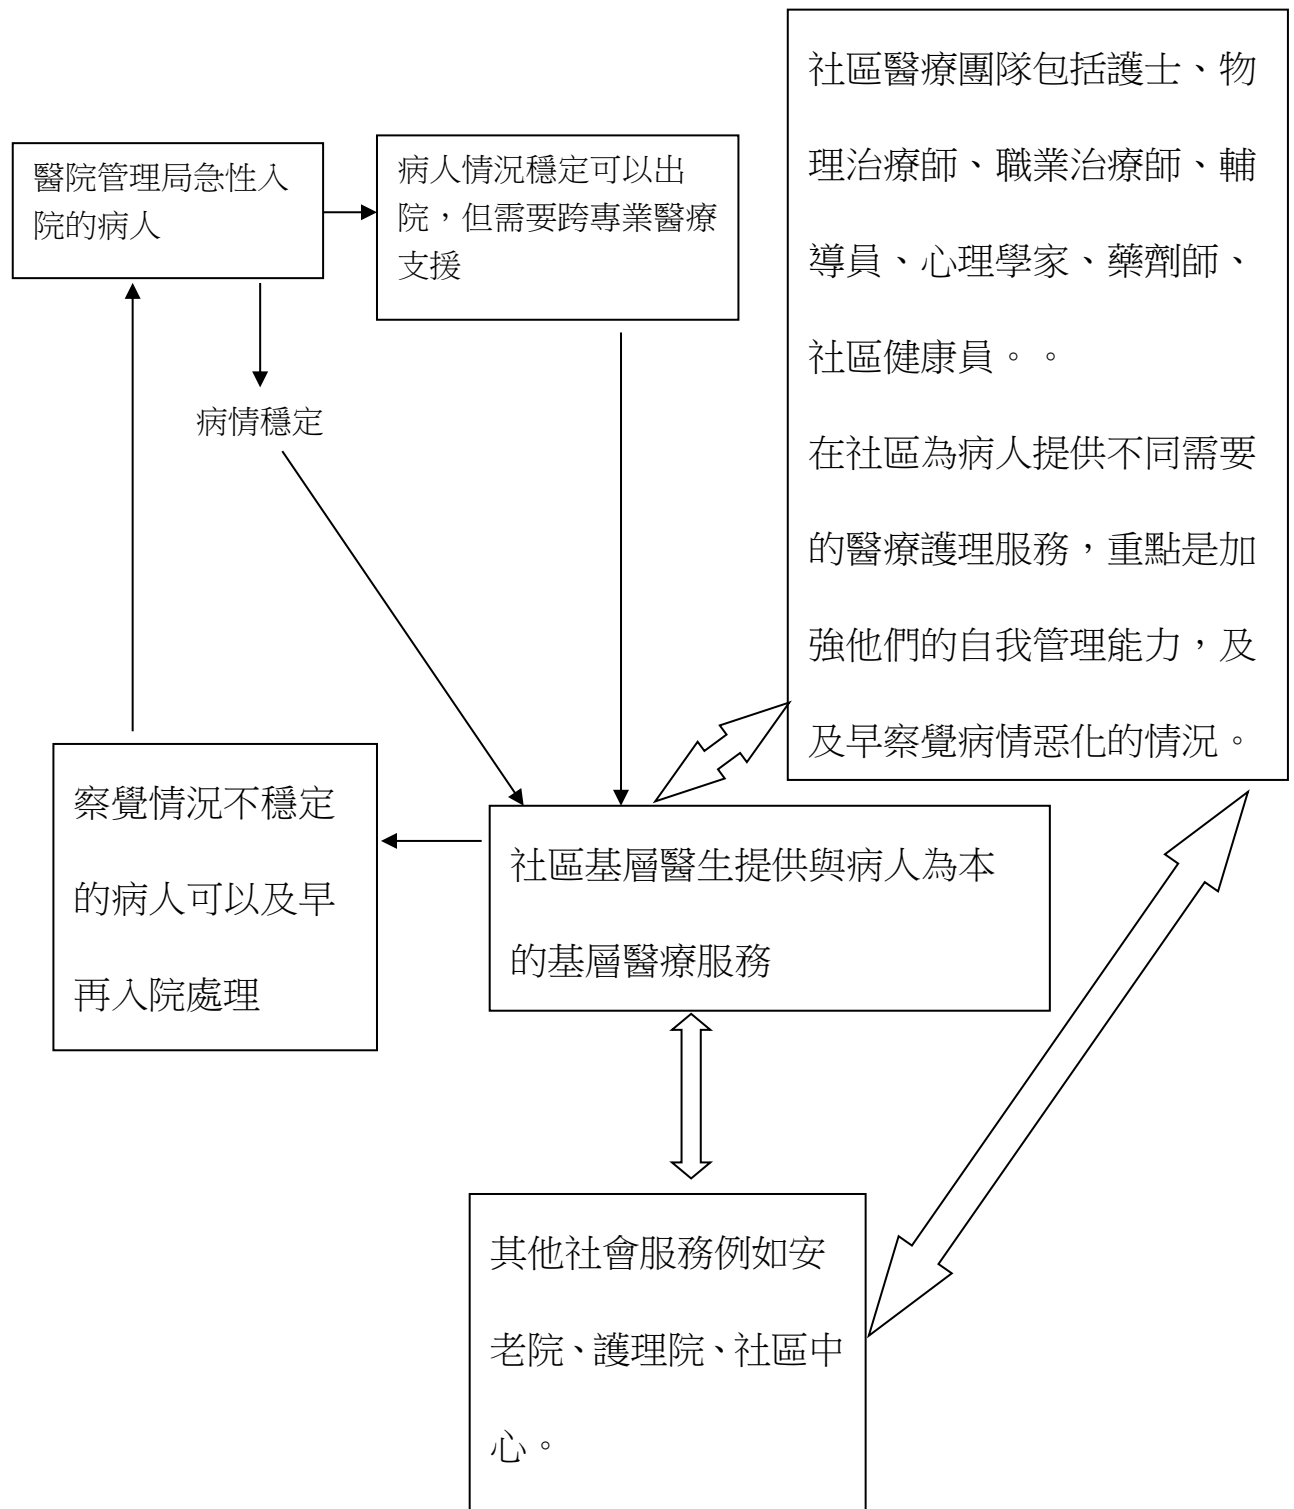 醫院管理局急性入
院的病人
病人情況穩定可以出
院，但需要跨專業醫療
支援
社區醫療團隊包括護士、物
理治療師、職業治療師、輔
導員、心理學家、藥劑師、
社區健康員。。
在社區為病人提供不同需要
的醫療護理服務，重點是加
強他們的自我管理能力，及
及早察覺病情惡化的情況。
病情穩定
察覺情況不穩定
的病人可以及早
再入院處理
社區基層醫生提供與病人為本
的基層醫療服務
其他社會服務例如安
老院、護理院、社區中
心。